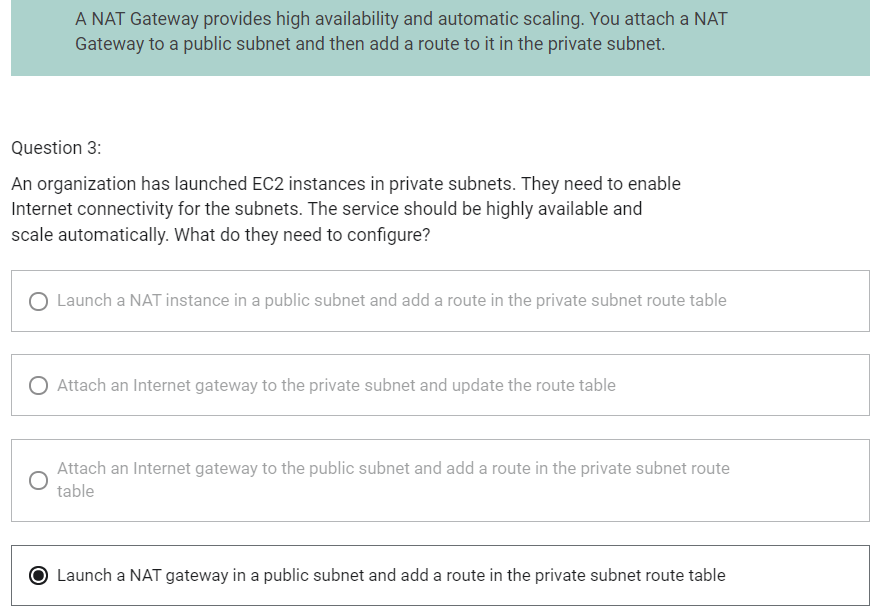 A NAT Gateway provides high availability and automatic scaling. You attach a NAT
Gateway to a public subnet and then add a route to it in the private subnet.
Question 3:
An organization has launched EC2 instances in private subnets. They need to enable
Internet connectivity for the subnets. The service should be highly available and
scale automatically. What do they need to configure?
Launch a NAT instance in a public subnet and add a route in the private subnet route table
Attach an Internet gateway to the private subnet and update the route table
Attach an Internet gateway to the public subnet and add a route in the private subnet route
table
Launch a NAT gateway in a public subnet and add a route in the private subnet route table